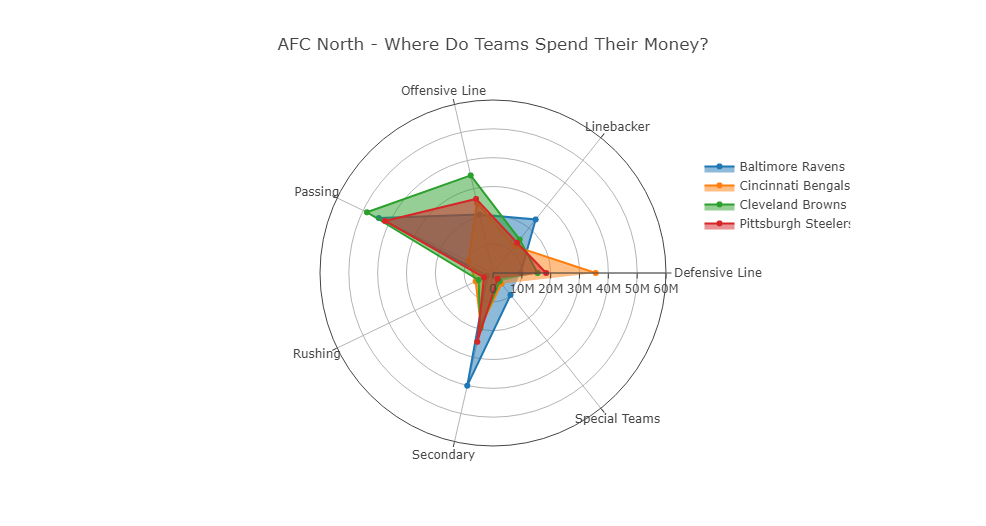 AFC North - Where Do Teams Spend Their Money?
Offensive Line
Linebacker
Baltimore Ravens
Cincinnati Bengals
Cleveland Browns
Pittsburgh Steelers
Passing
Defensive Line
0 10M 20M 30M 40M 50M 60M
Rushing
Special Teams
Secondary